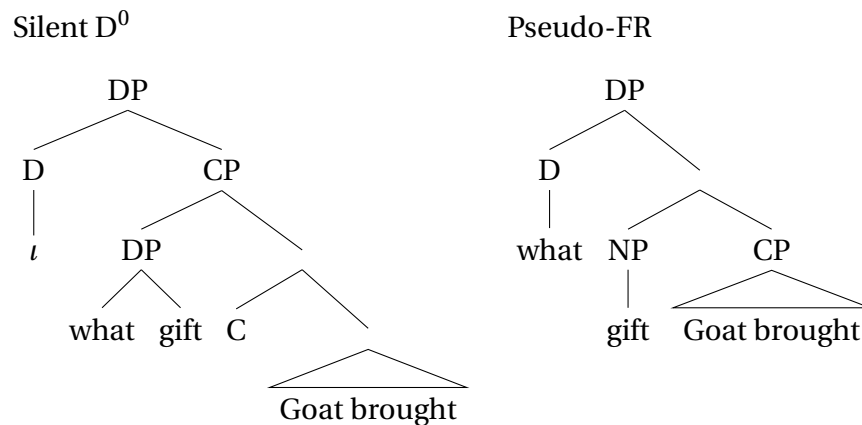 Silent D⁰ Pseudo-FR
DP DP
D CP D
ι DP what NP CP
what gift C gift Goat brought
Goat brought